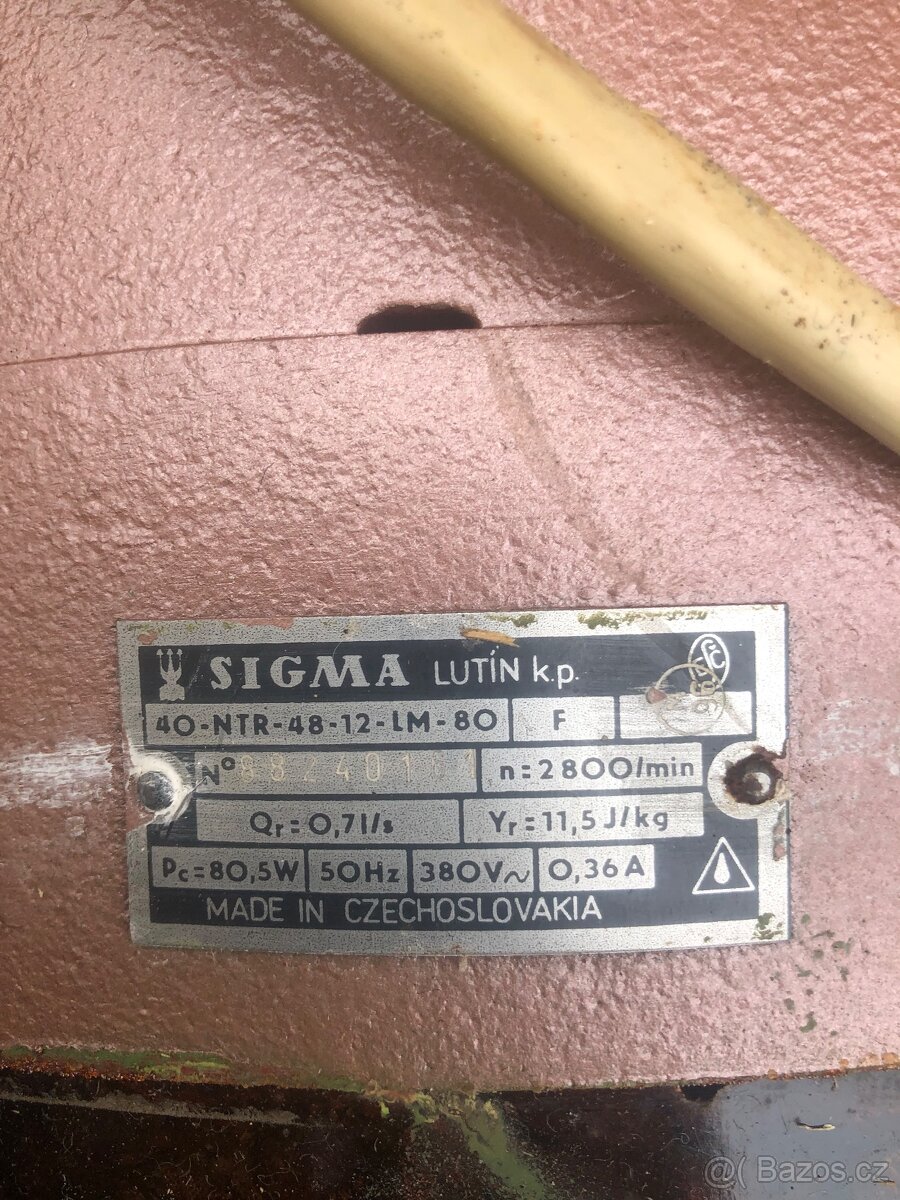 SIGMA LUTÍN k.p.
40-NTR-48-12-LM-80 F
N° n=2800/min
Qr=0,7l/s Yr=11,5J/kg
Pc=80,5W 50Hz 380V~ 0,36A
MADE IN CZECHOSLOVAKIA
@( Bazos.cz